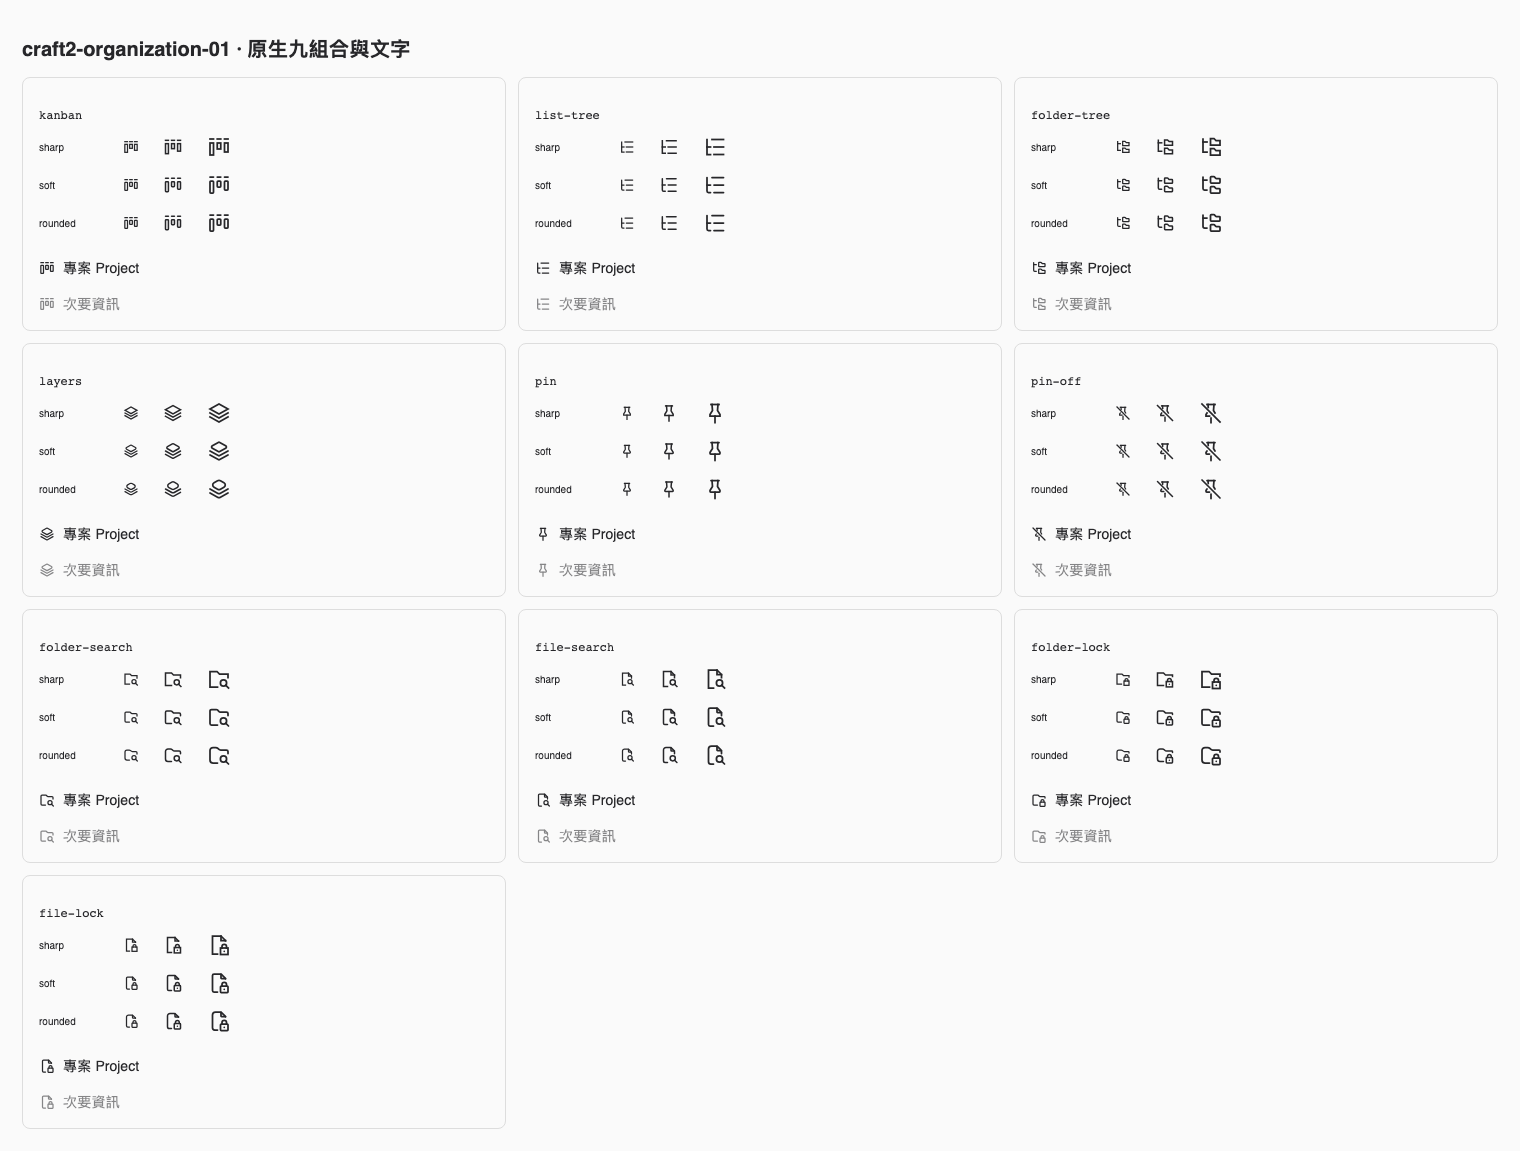 craft2-organization-01 · 原生九組合與文字
kanban
sharp
soft
rounded
專案 Project
次要資訊
list-tree
sharp
soft
rounded
專案 Project
次要資訊
folder-tree
sharp
soft
rounded
專案 Project
次要資訊
layers
sharp
soft
rounded
專案 Project
次要資訊
pin
sharp
soft
rounded
專案 Project
次要資訊
pin-off
sharp
soft
rounded
專案 Project
次要資訊
folder-search
sharp
soft
rounded
專案 Project
次要資訊
file-search
sharp
soft
rounded
專案 Project
次要資訊
folder-lock
sharp
soft
rounded
專案 Project
次要資訊
file-lock
sharp
soft
rounded
專案 Project
次要資訊